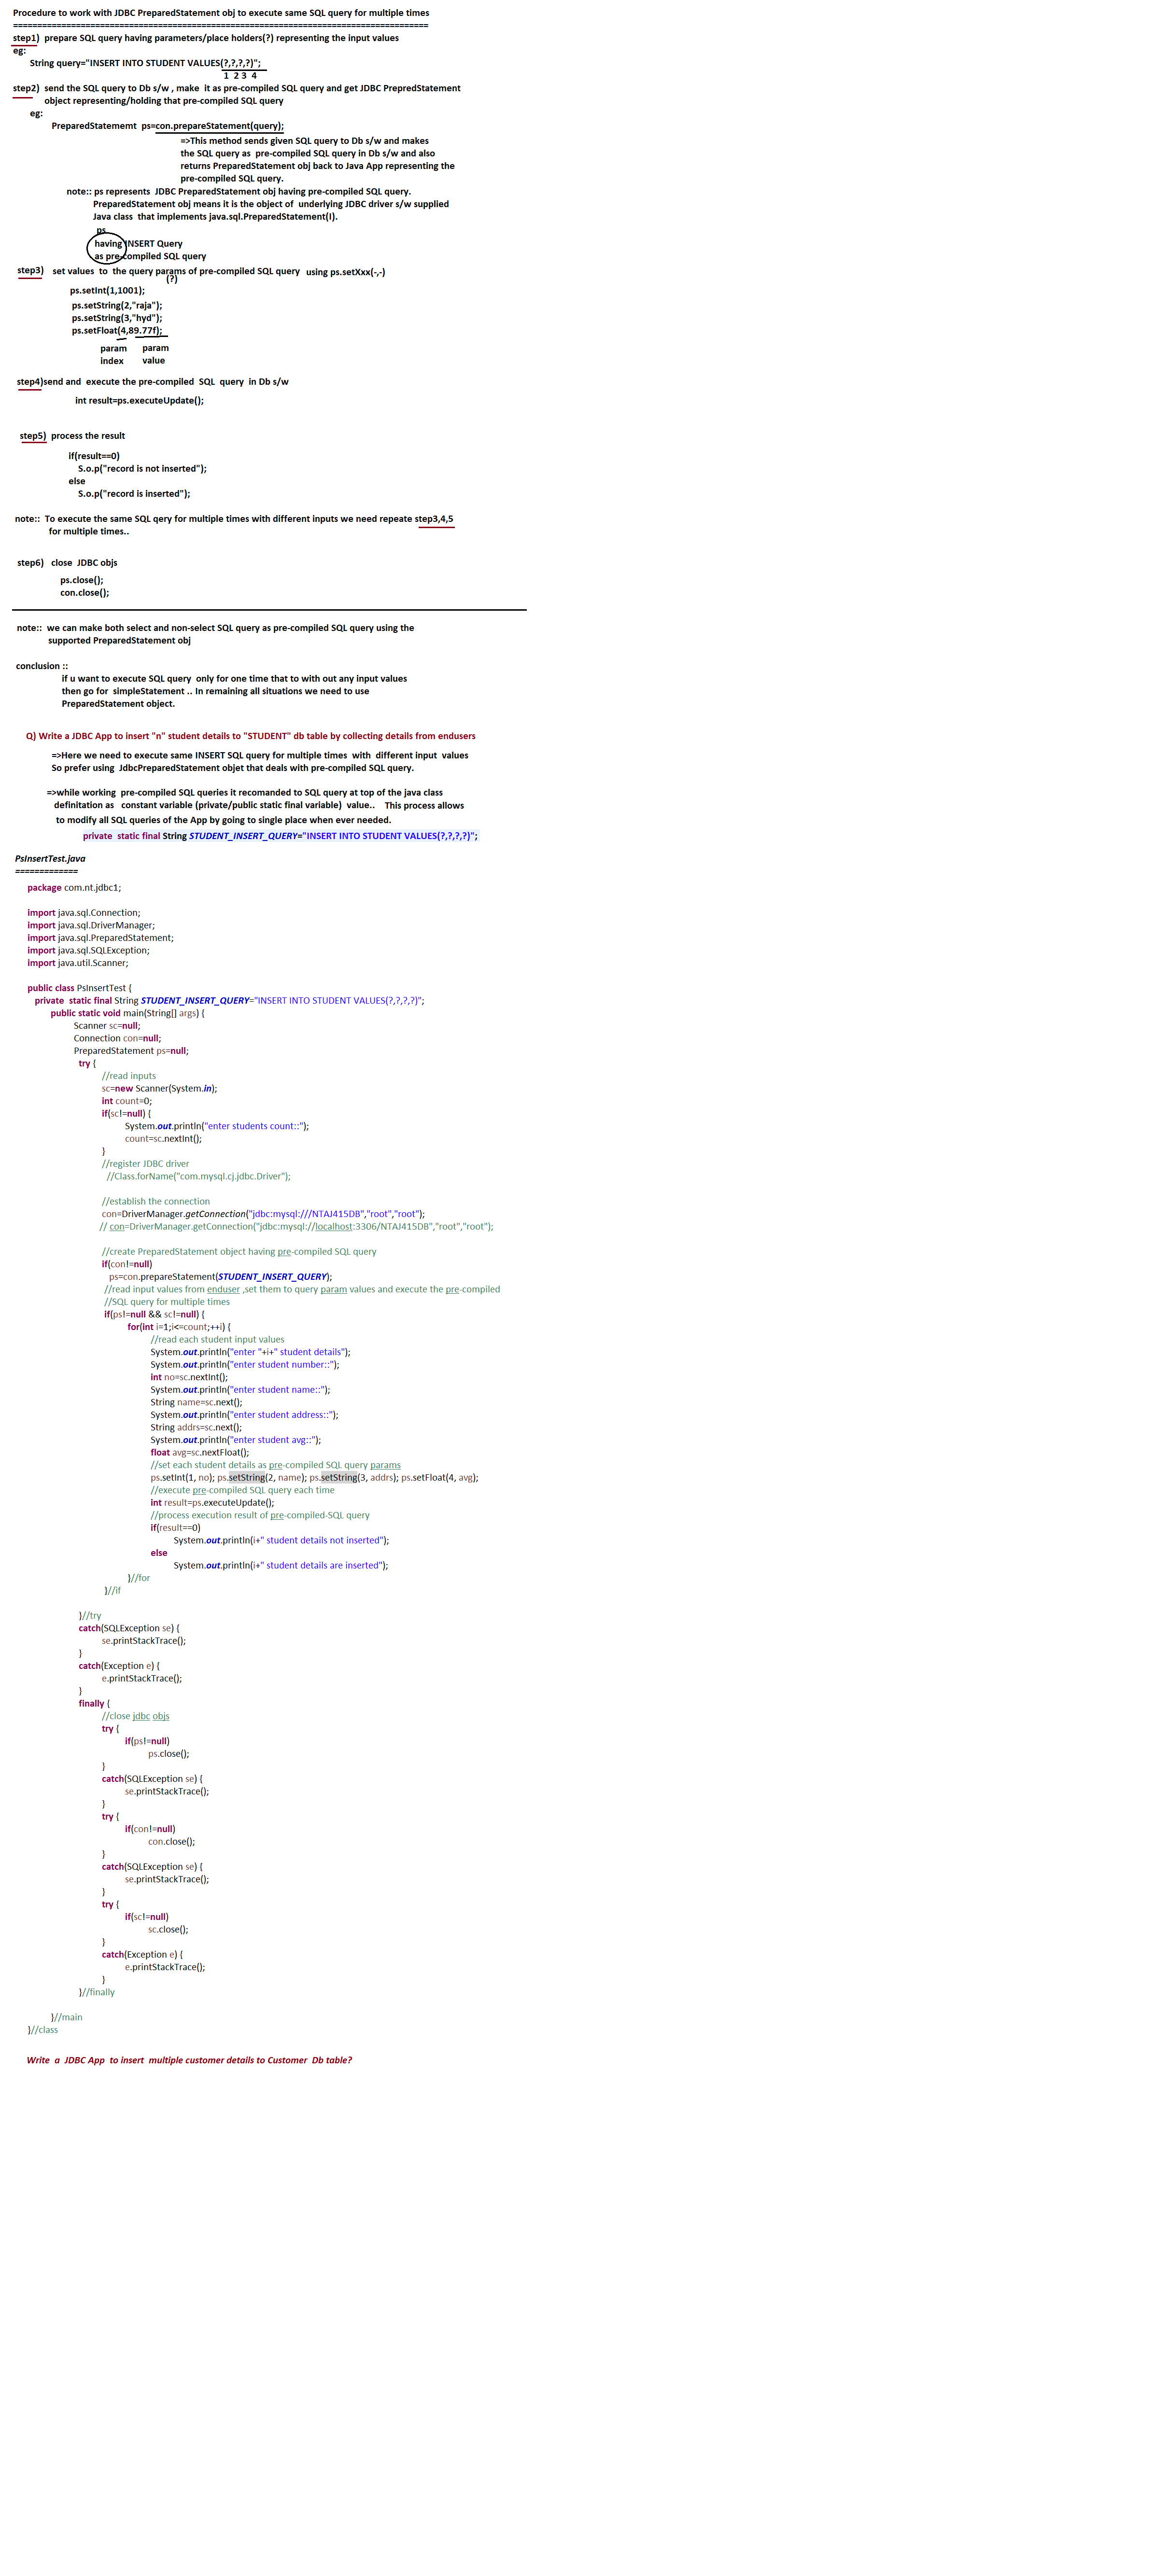 Procedure to work with JDBC PreparedStatement obj to execute same SQL query for multiple times
======================================================================================
step1) prepare SQL query having parameters/place holders(?) representing the input values
eg:
String query="INSERT INTO STUDENT VALUES(?,?,?,?)";
1 2 3 4
step2) send the SQL query to Db s/w , make it as pre-compiled SQL query and get JDBC PrepredStatement
object representing/holding that pre-compiled SQL query
eg:
PreparedStatememt ps=con.prepareStatement(query);
=>This method sends given SQL query to Db s/w and makes
the SQL query as pre-compiled SQL query in Db s/w and also
returns PreparedStatement obj back to Java App representing the
pre-compiled SQL query.
note:: ps represents JDBC PreparedStatement obj having pre-compiled SQL query.
PreparedStatement obj means it is the object of underlying JDBC driver s/w supplied
Java class that implements java.sql.PreparedStatement(I).
ps
having INSERT Query
as pre-compiled SQL query
step3) set values to the query params of pre-compiled SQL query using ps.setXxx(-,-)
(?)
ps.setInt(1,1001);
ps.setString(2,"raja");
ps.setString(3,"hyd");
ps.setFloat(4,89.77f);
param param
index value
step4)send and execute the pre-compiled SQL query in Db s/w
int result=ps.executeUpdate();
step5) process the result
if(result==0)
S.o.p("record is not inserted");
else
S.o.p("record is inserted");
note:: To execute the same SQL qery for multiple times with different inputs we need repeate step3,4,5
for multiple times..
step6) close JDBC objs
ps.close();
con.close();
note:: we can make both select and non-select SQL query as pre-compiled SQL query using the
supported PreparedStatement obj
conclusion ::
if u want to execute SQL query only for one time that to with out any input values
then go for simpleStatement .. In remaining all situations we need to use
PreparedStatement object.
Q) Write a JDBC App to insert "n" student details to "STUDENT" db table by collecting details from endusers
=>Here we need to execute same INSERT SQL query for multiple times with different input values
So prefer using JdbcPreparedStatement objet that deals with pre-compiled SQL query.
=>while working pre-compiled SQL queries it recomanded to SQL query at top of the java class
definitation as constant variable (private/public static final variable) value.. This process allows
to modify all SQL queries of the App by going to single place when ever needed.
private static final String STUDENT_INSERT_QUERY="INSERT INTO STUDENT VALUES(?,?,?,?)";
PsInsertTest.java
=============
package com.nt.jdbc1;
import java.sql.Connection;
import java.sql.DriverManager;
import java.sql.PreparedStatement;
import java.sql.SQLException;
import java.util.Scanner;
public class PsInsertTest {
private static final String STUDENT_INSERT_QUERY="INSERT INTO STUDENT VALUES(?,?,?,?)";
public static void main(String[] args) {
Scanner sc=null;
Connection con=null;
PreparedStatement ps=null;
try {
//read inputs
sc=new Scanner(System.in);
int count=0;
if(sc!=null) {
System.out.println("enter students count::");
count=sc.nextInt();
}
//register JDBC driver
//Class.forName("com.mysql.cj.jdbc.Driver");
//establish the connection
con=DriverManager.getConnection("jdbc:mysql:///NTAJ415DB","root","root");
// con=DriverManager.getConnection("jdbc:mysql://localhost:3306/NTAJ415DB","root","root");
//create PreparedStatement object having pre-compiled SQL query
if(con!=null)
ps=con.prepareStatement(STUDENT_INSERT_QUERY);
//read input values from enduser ,set them to query param values and execute the pre-compiled
//SQL query for multiple times
if(ps!=null && sc!=null) {
for(int i=1;i<=count;++i) {
//read each student input values
System.out.println("enter "+i+" student details");
System.out.println("enter student number::");
int no=sc.nextInt();
System.out.println("enter student name::");
String name=sc.next();
System.out.println("enter student address::");
String addrs=sc.next();
System.out.println("enter student avg::");
float avg=sc.nextFloat();
//set each student details as pre-compiled SQL query params
ps.setInt(1, no); ps.setString(2, name); ps.setString(3, addrs); ps.setFloat(4, avg);
//execute pre-compiled SQL query each time
int result=ps.executeUpdate();
//process execution result of pre-compiled-SQL query
if(result==0)
System.out.println(i+" student details not inserted");
else
System.out.println(i+" student details are inserted");
}//for
}//if
}//try
catch(SQLException se) {
se.printStackTrace();
}
catch(Exception e) {
e.printStackTrace();
}
finally {
//close jdbc objs
try {
if(ps!=null)
ps.close();
}
catch(SQLException se) {
se.printStackTrace();
}
try {
if(con!=null)
con.close();
}
catch(SQLException se) {
se.printStackTrace();
}
try {
if(sc!=null)
sc.close();
}
catch(Exception e) {
e.printStackTrace();
}
}//finally
}//main
}//class
Write a JDBC App to insert multiple customer details to Customer Db table?